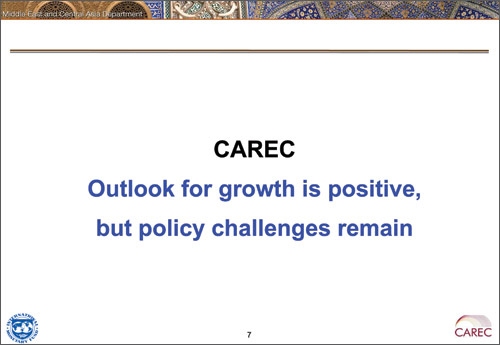 Middle East and Central Asia Department
CAREC
Outlook for growth is positive,
but policy challenges remain
INTERNATIONAL
MONETARY FUND
7
CAREC